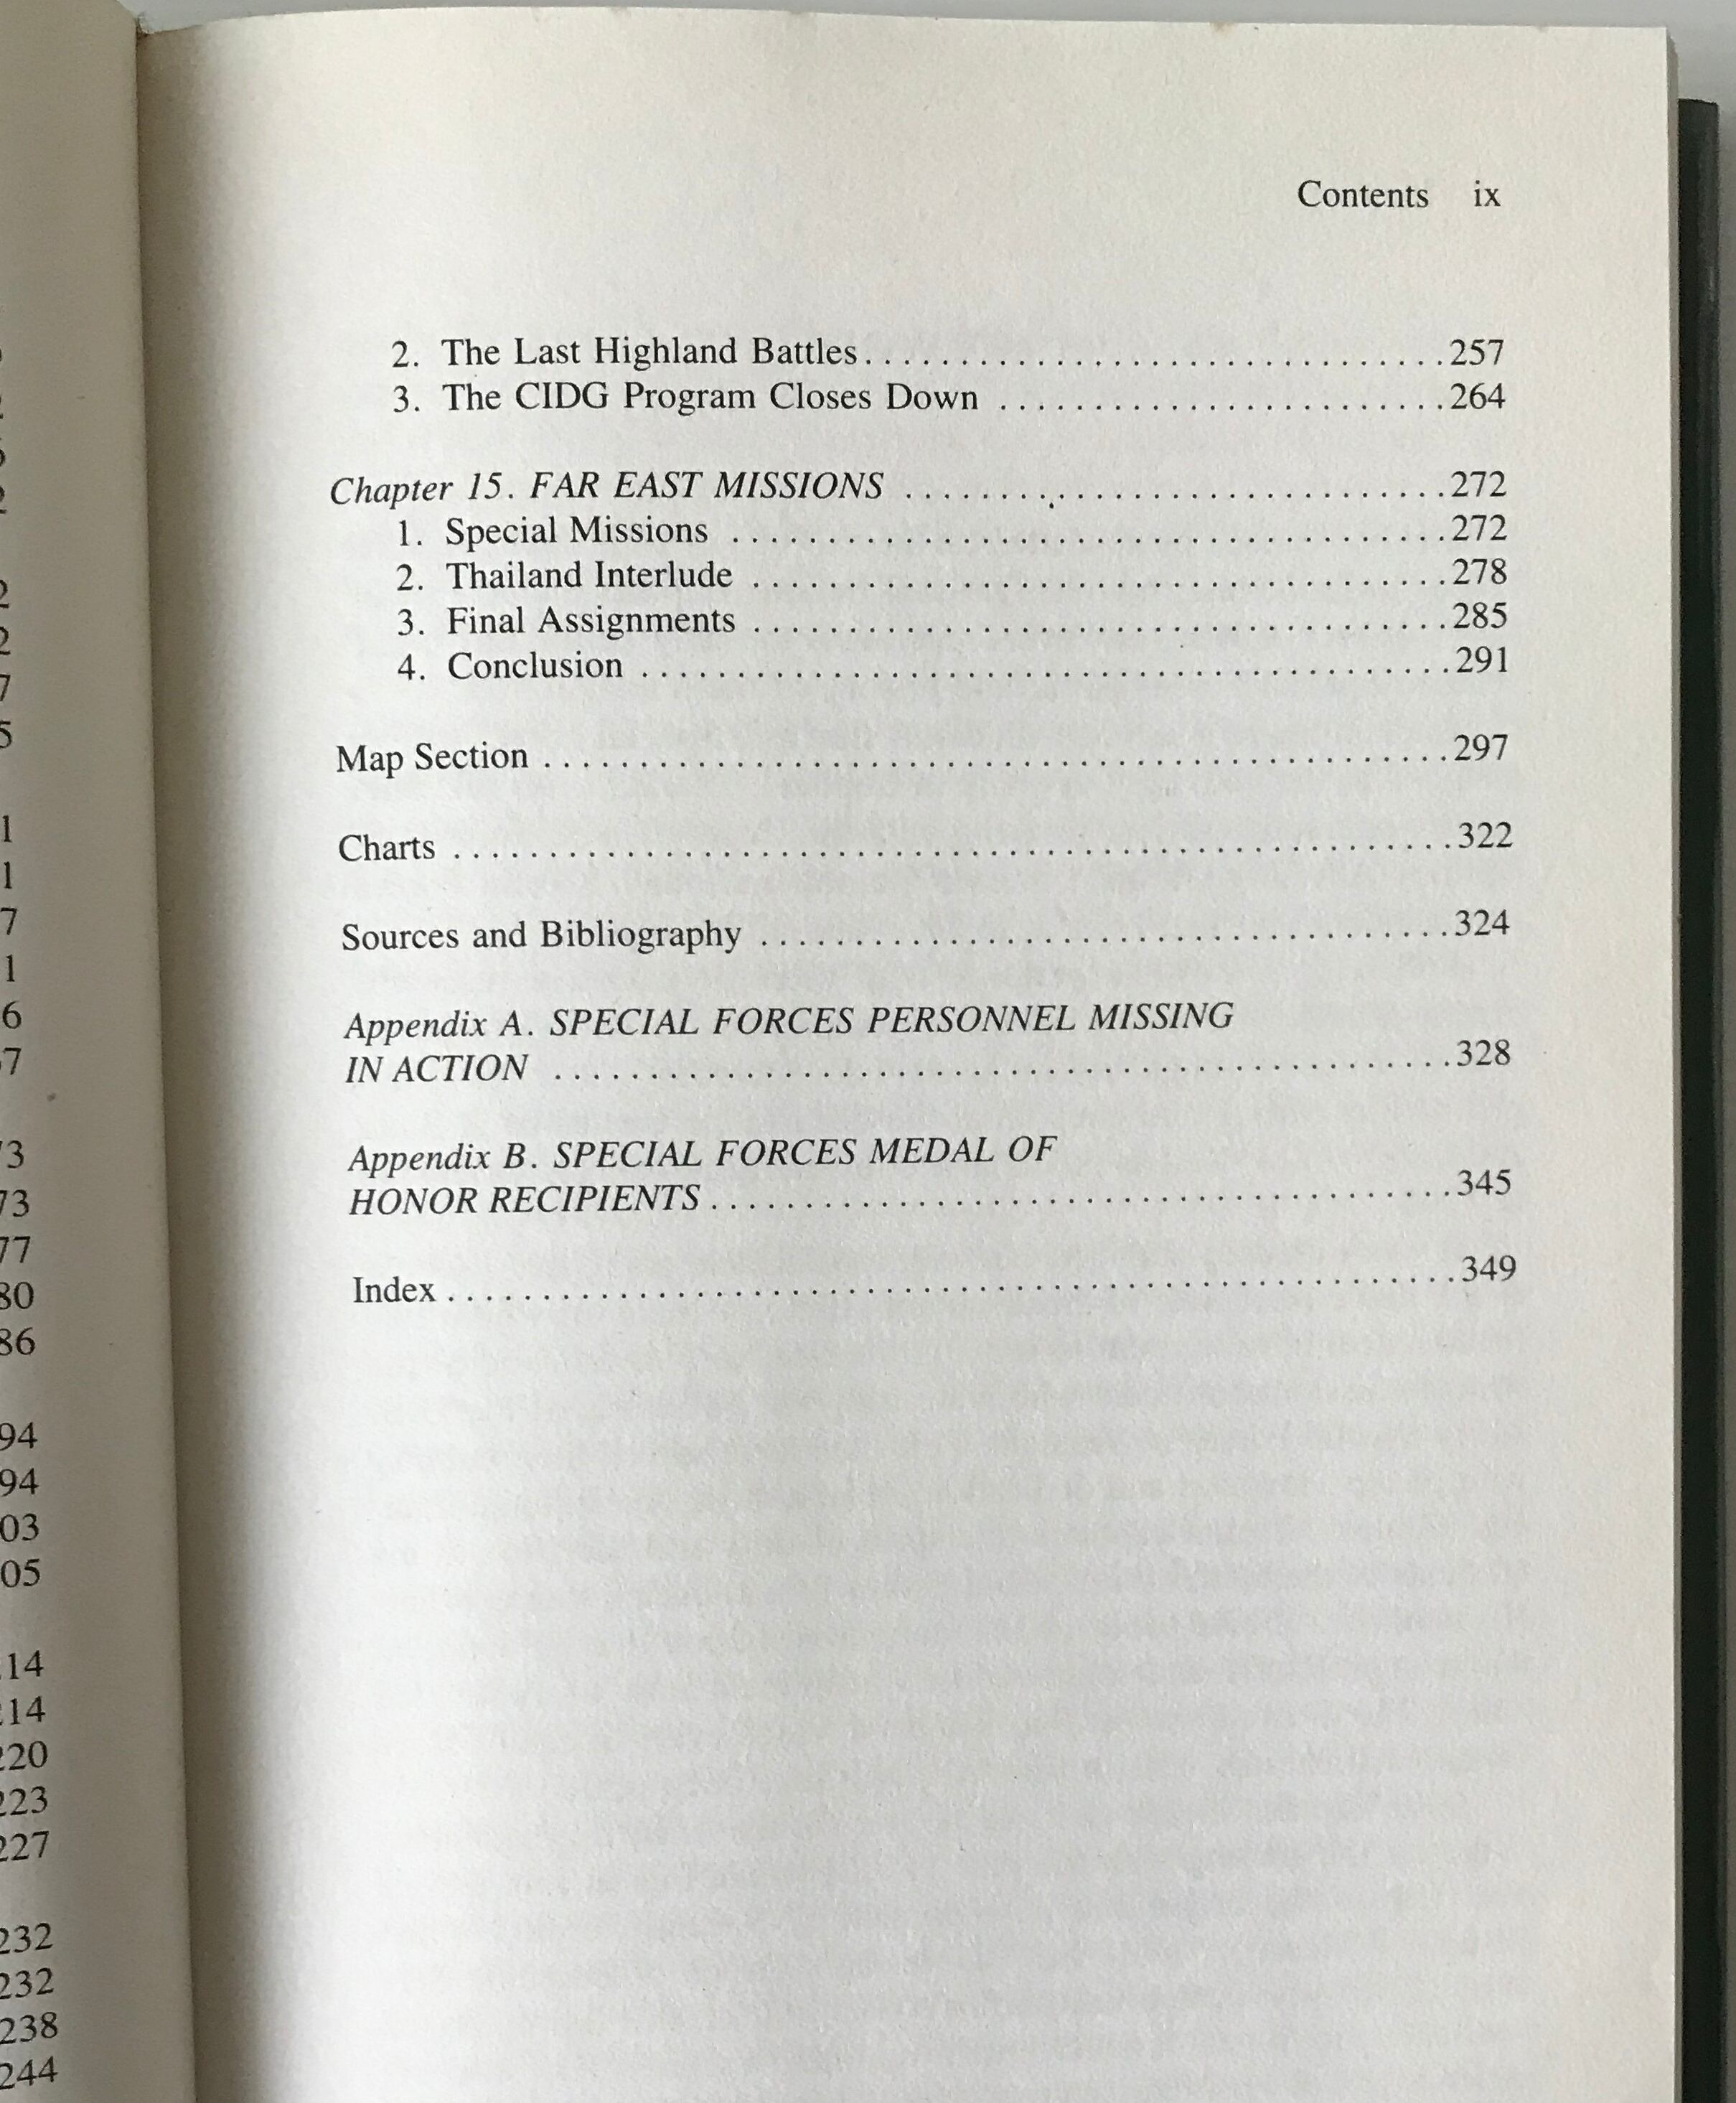 Contents ix
2. The Last Highland Battles..............................257
3. The CIDG Program Closes Down ........................264
Chapter 15. FAR EAST MISSIONS ............................272
1. Special Missions ......................................272
2. Thailand Interlude .....................................278
3. Final Assignments .....................................285
4. Conclusion ...........................................291
Map Section ................................................297
Charts .....................................................322
Sources and Bibliography ....................................324
Appendix A. SPECIAL FORCES PERSONNEL MISSING
IN ACTION ...............................................328
Appendix B. SPECIAL FORCES MEDAL OF
HONOR RECIPIENTS.......................................345
Index.....................................................349